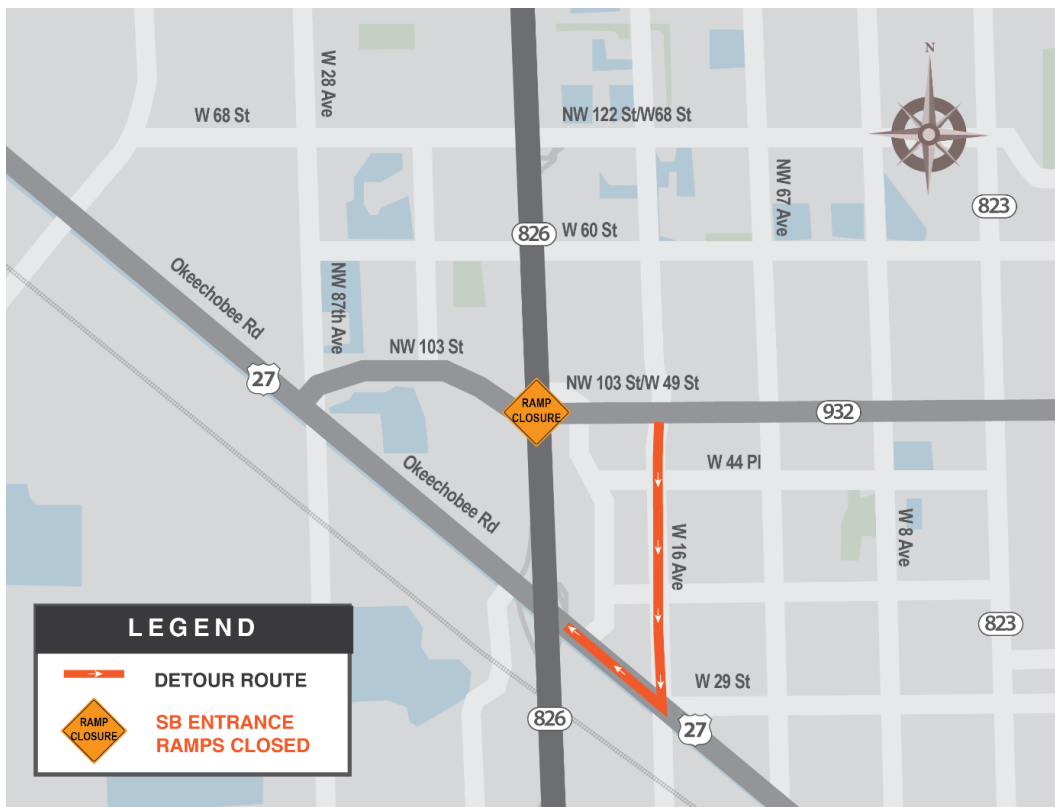 N
W 28 Ave
W 68 St
NW 122 St/W68 St
NW 67 Ave
823
826
W 60 St
Okeechobee Rd
NW 87th Ave
NW 103 St
27
RAMP
CLOSURE
NW 103 St/W 49 St
932
W 44 Pl
Okeechobee Rd
W 16 Ave
W 8 Ave
823
W 29 St
826
27
LEGEND
DETOUR ROUTE
RAMP
CLOSURE
SB ENTRANCE
RAMPS CLOSED